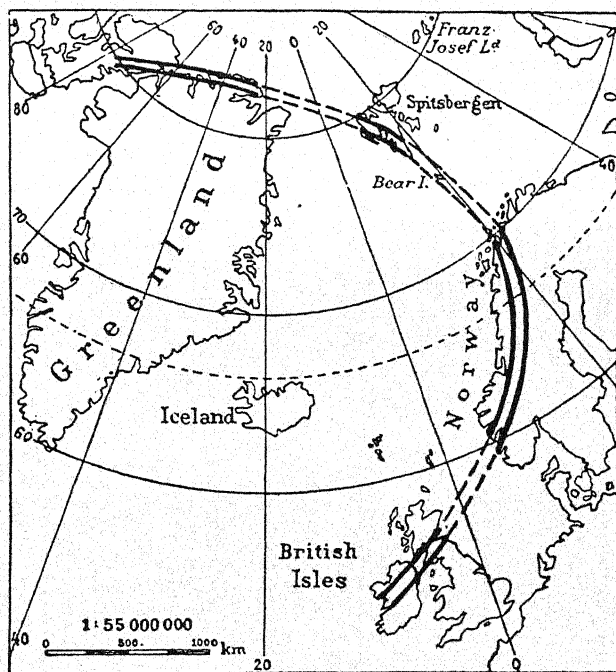 60
40
20
0
20
Franz-
Josef Lᵈ
80
Spitsbergen
40
Bear I.
70
60
Greenland
Norway
Iceland
60
British
Isles
1:55 000 000
0
500.
1000
km
40
20
0